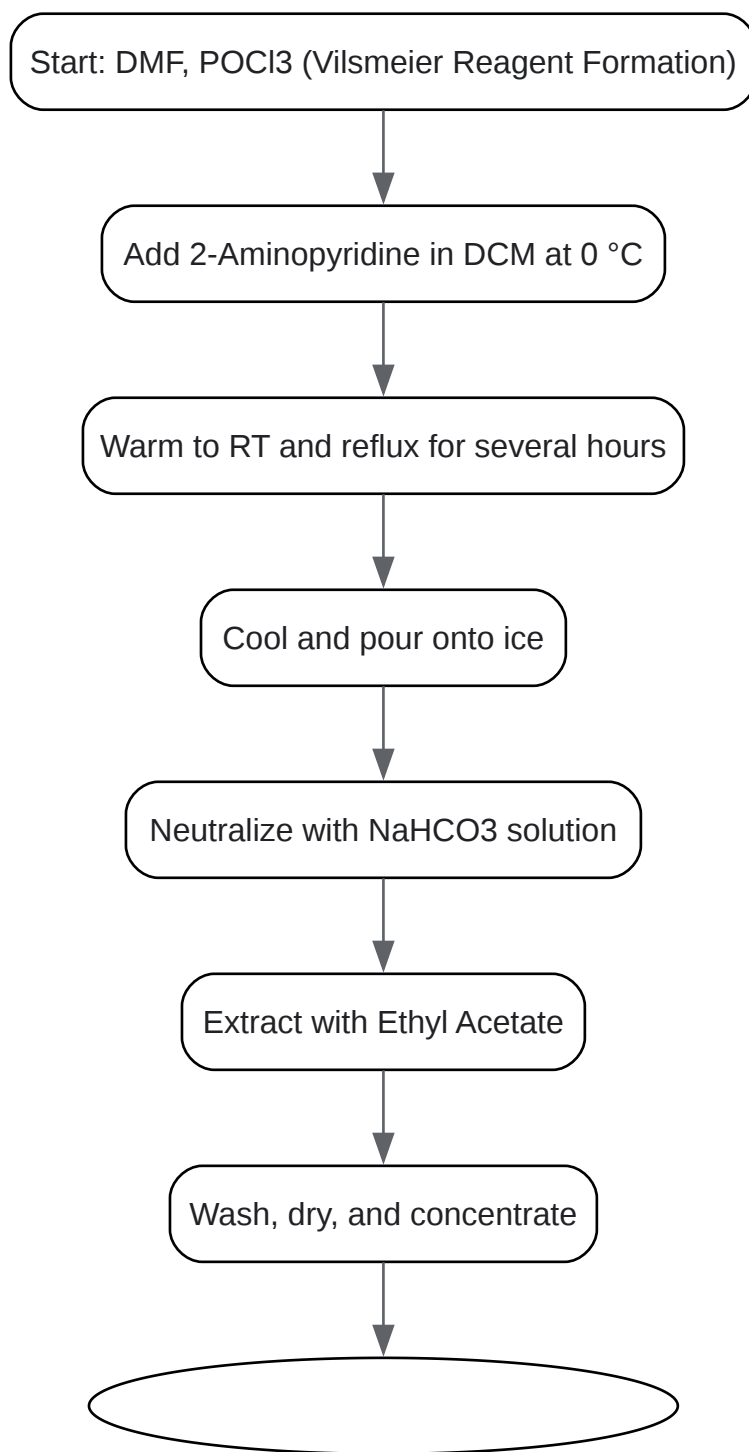 Start: DMF, POCl3 (Vilsmeier Reagent Formation)
Add 2-Aminopyridine in DCM at 0 °C
Warm to RT and reflux for several hours
Cool and pour onto ice
Neutralize with NaHCO3 solution
Extract with Ethyl Acetate
Wash, dry, and concentrate